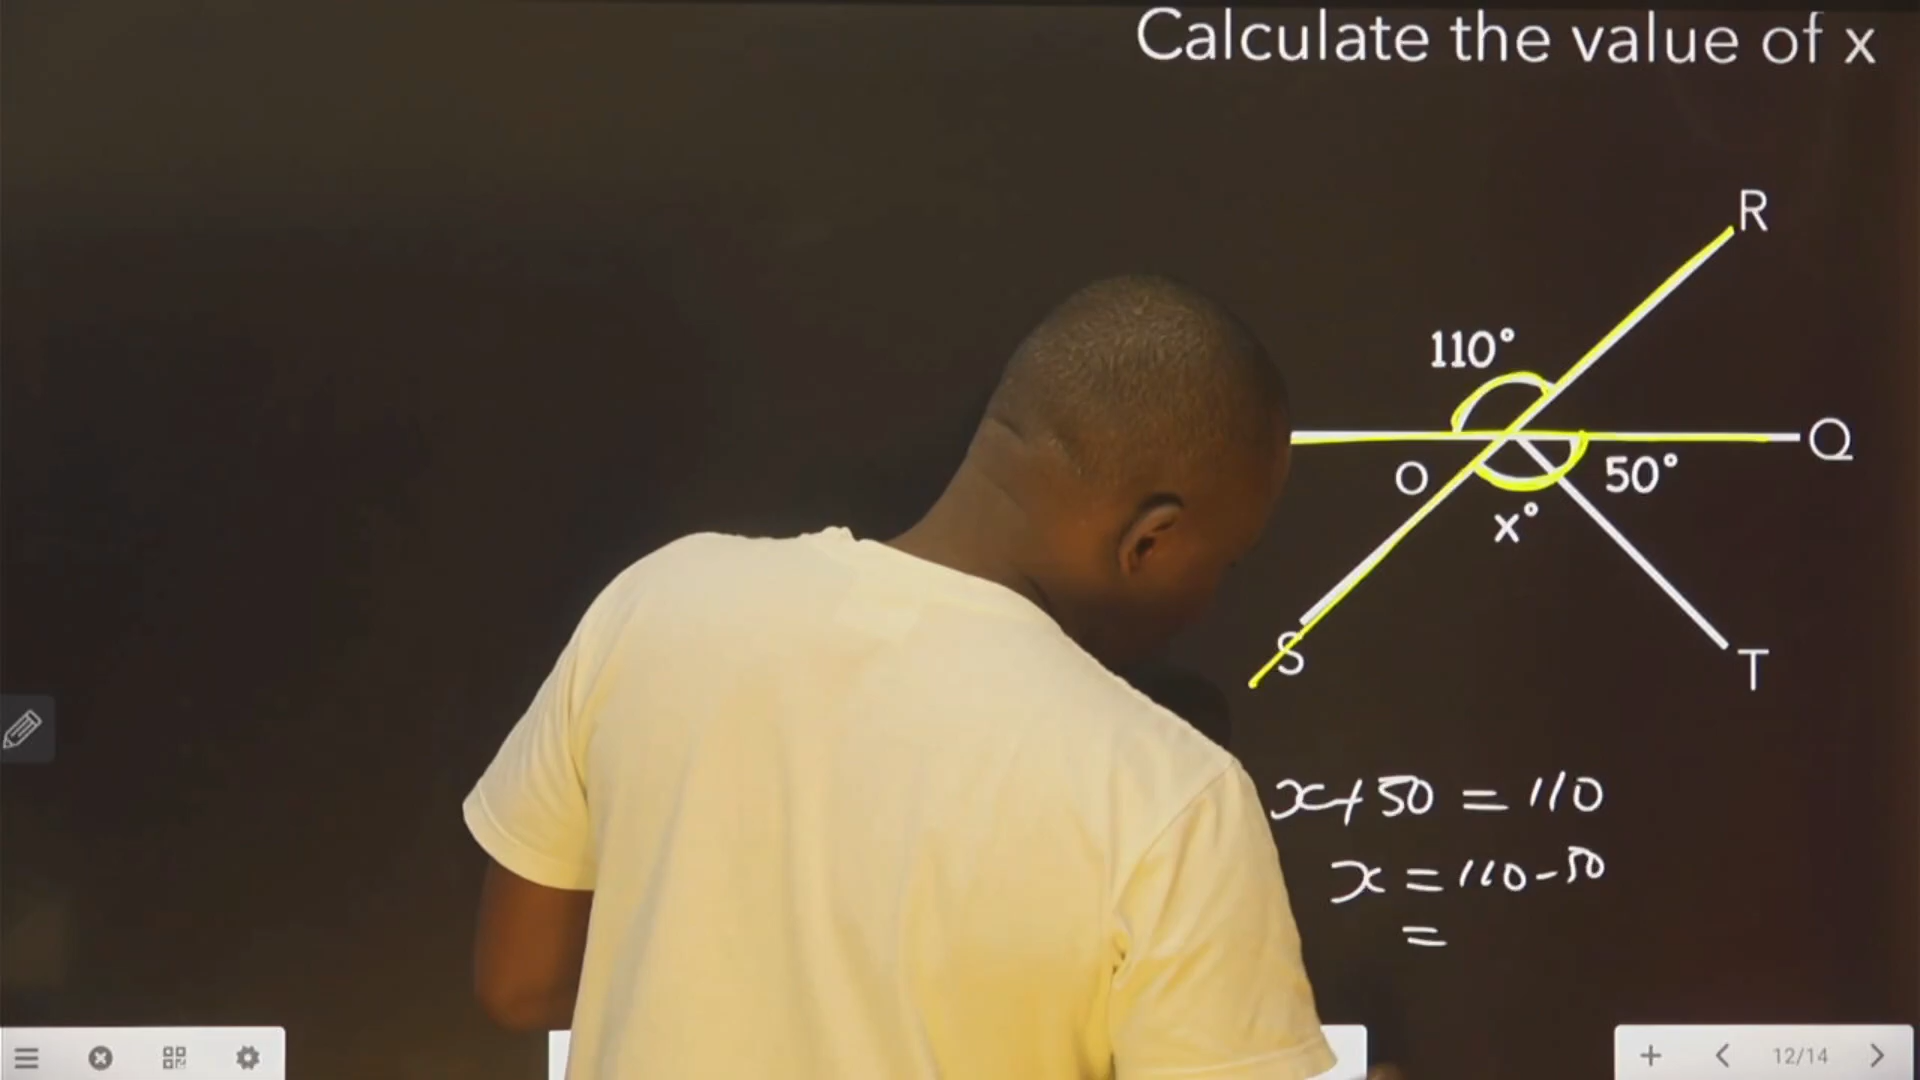 Calculate the value of x
R
110°
Q
O
50°
x°
S
T
x+50 = 110
x = 110-50
=
12/14